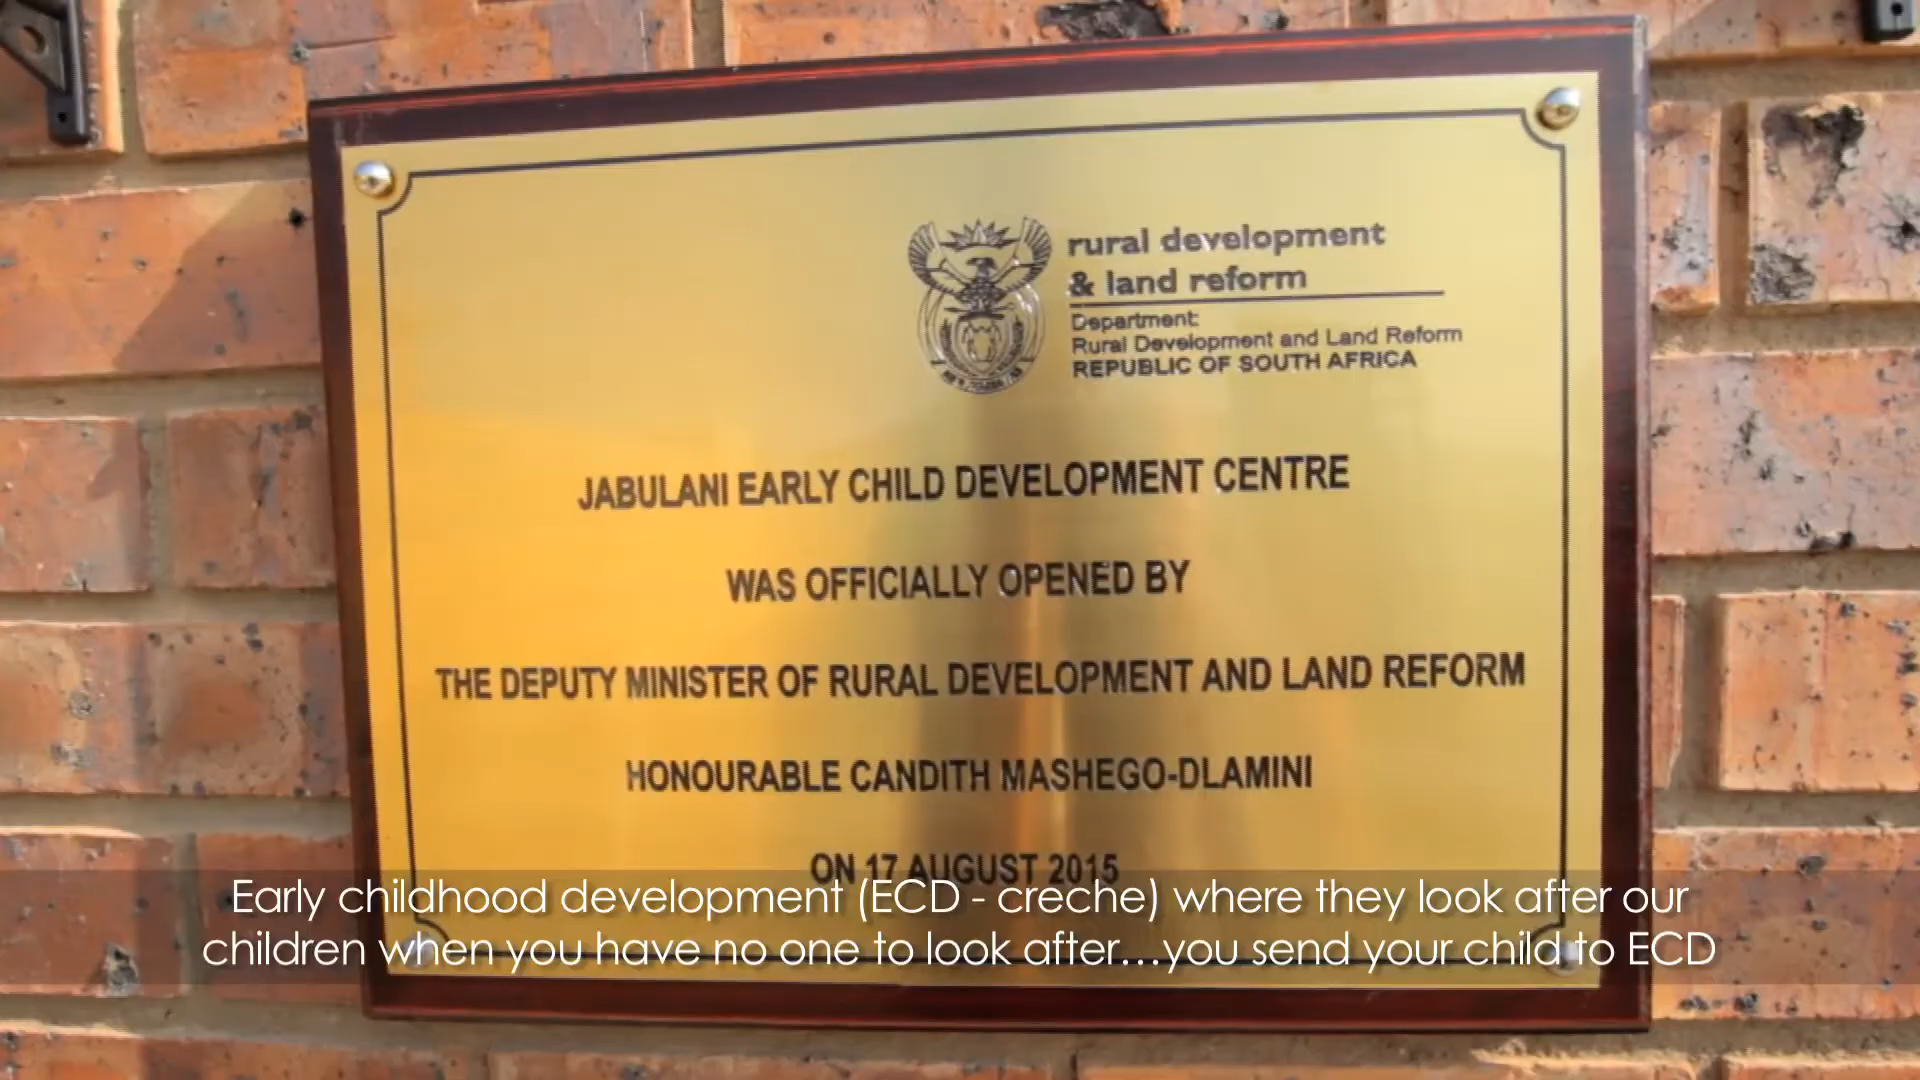 rural development
& land reform
Department:
Rural Development and Land Reform
REPUBLIC OF SOUTH AFRICA
JABULANI EARLY CHILD DEVELOPMENT CENTRE
WAS OFFICIALLY OPENED BY
THE DEPUTY MINISTER OF RURAL DEVELOPMENT AND LAND REFORM
HONOURABLE CANDITH MASHEGO-DLAMINI
ON 17 AUGUST 2015
Early childhood development (ECD - creche) where they look after our
children when you have no one to look after...you send your child to ECD